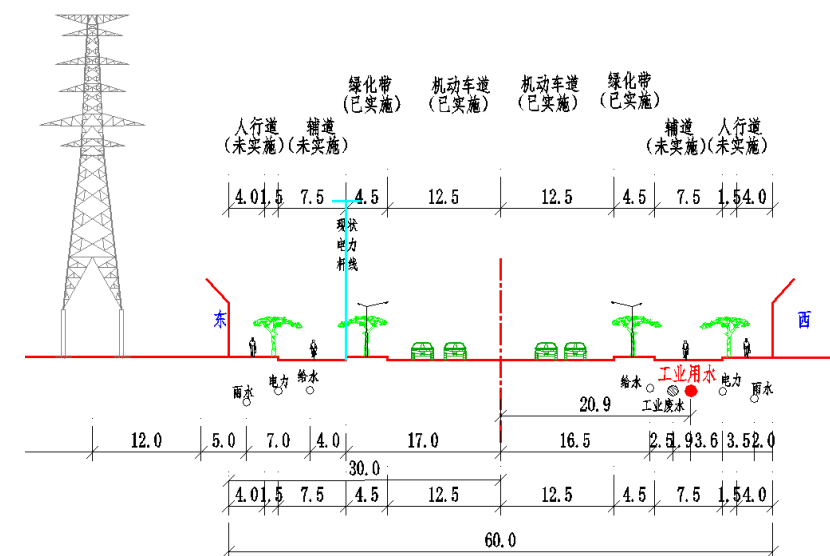 绿化带 机动车道 机动车道 绿化带
(已实施) (已实施) (已实施) (已实施)
人行道 辅道 辅道 人行道
(未实施) (未实施) (未实施) (未实施)
4.0 1.5 7.5 4.5 12.5 12.5 4.5 7.5 1.5 4.0
现状
电力
杆线
东 西
雨水 电力 给水 给水 工业用水 电力 雨水
工业废水
20.9
12.0 5.0 7.0 4.0 17.0 16.5 2.5 1.9 3.6 3.5 2.0
30.0
4.0 1.5 7.5 4.5 12.5 12.5 4.5 7.5 1.5 4.0
60.0